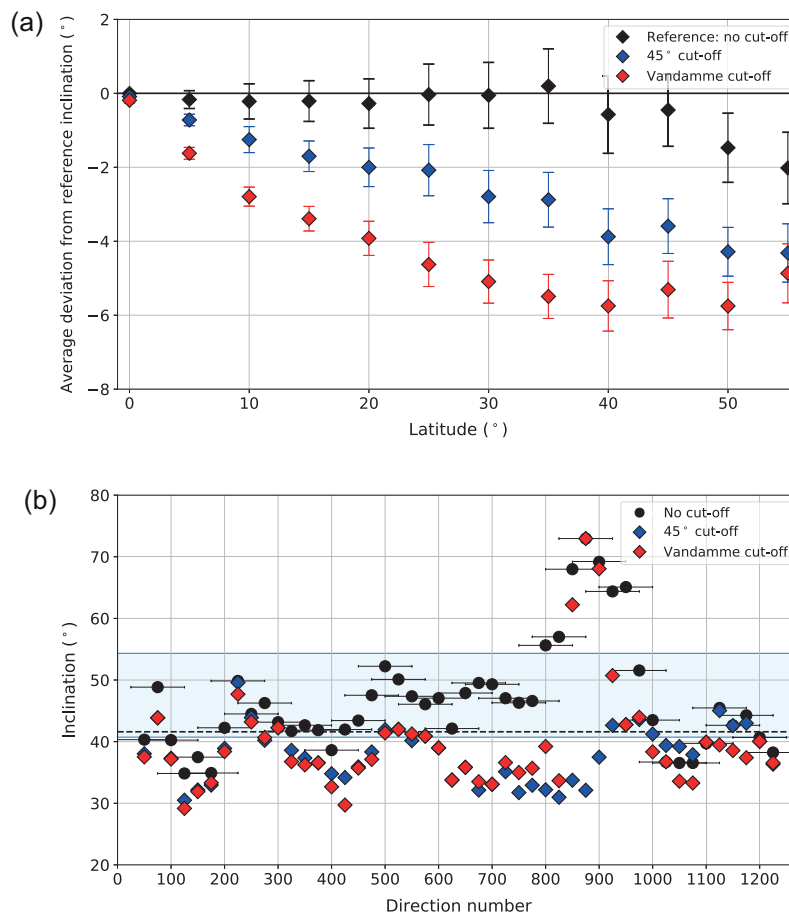 (a)
Average deviation from reference inclination (°)
2
0
−2
−4
−6
−8
Reference: no cut-off
45° cut-off
Vandamme cut-off
0 10 20 30 40 50
Latitude (°)
(b)
Inclination (°)
80
70
60
50
40
30
20
No cut-off
45° cut-off
Vandamme cut-off
0 100 200 300 400 500 600 700 800 900 1000 1100 1200
Direction number